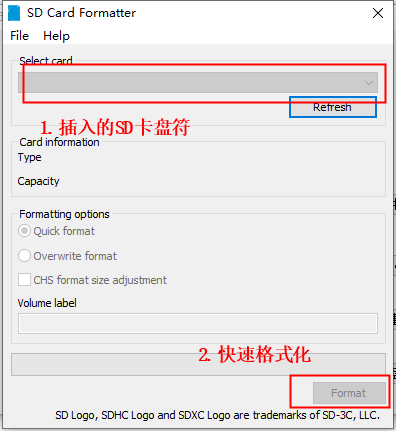 SD Card Formatter
File Help
Select card
Refresh
1. 插入的SD卡盘符
Card information
Type
Capacity
Formatting options
Quick format
Overwrite format
CHS format size adjustment
Volume label
2. 快速格式化
Format
SD Logo, SDHC Logo and SDXC Logo are trademarks of SD-3C, LLC.